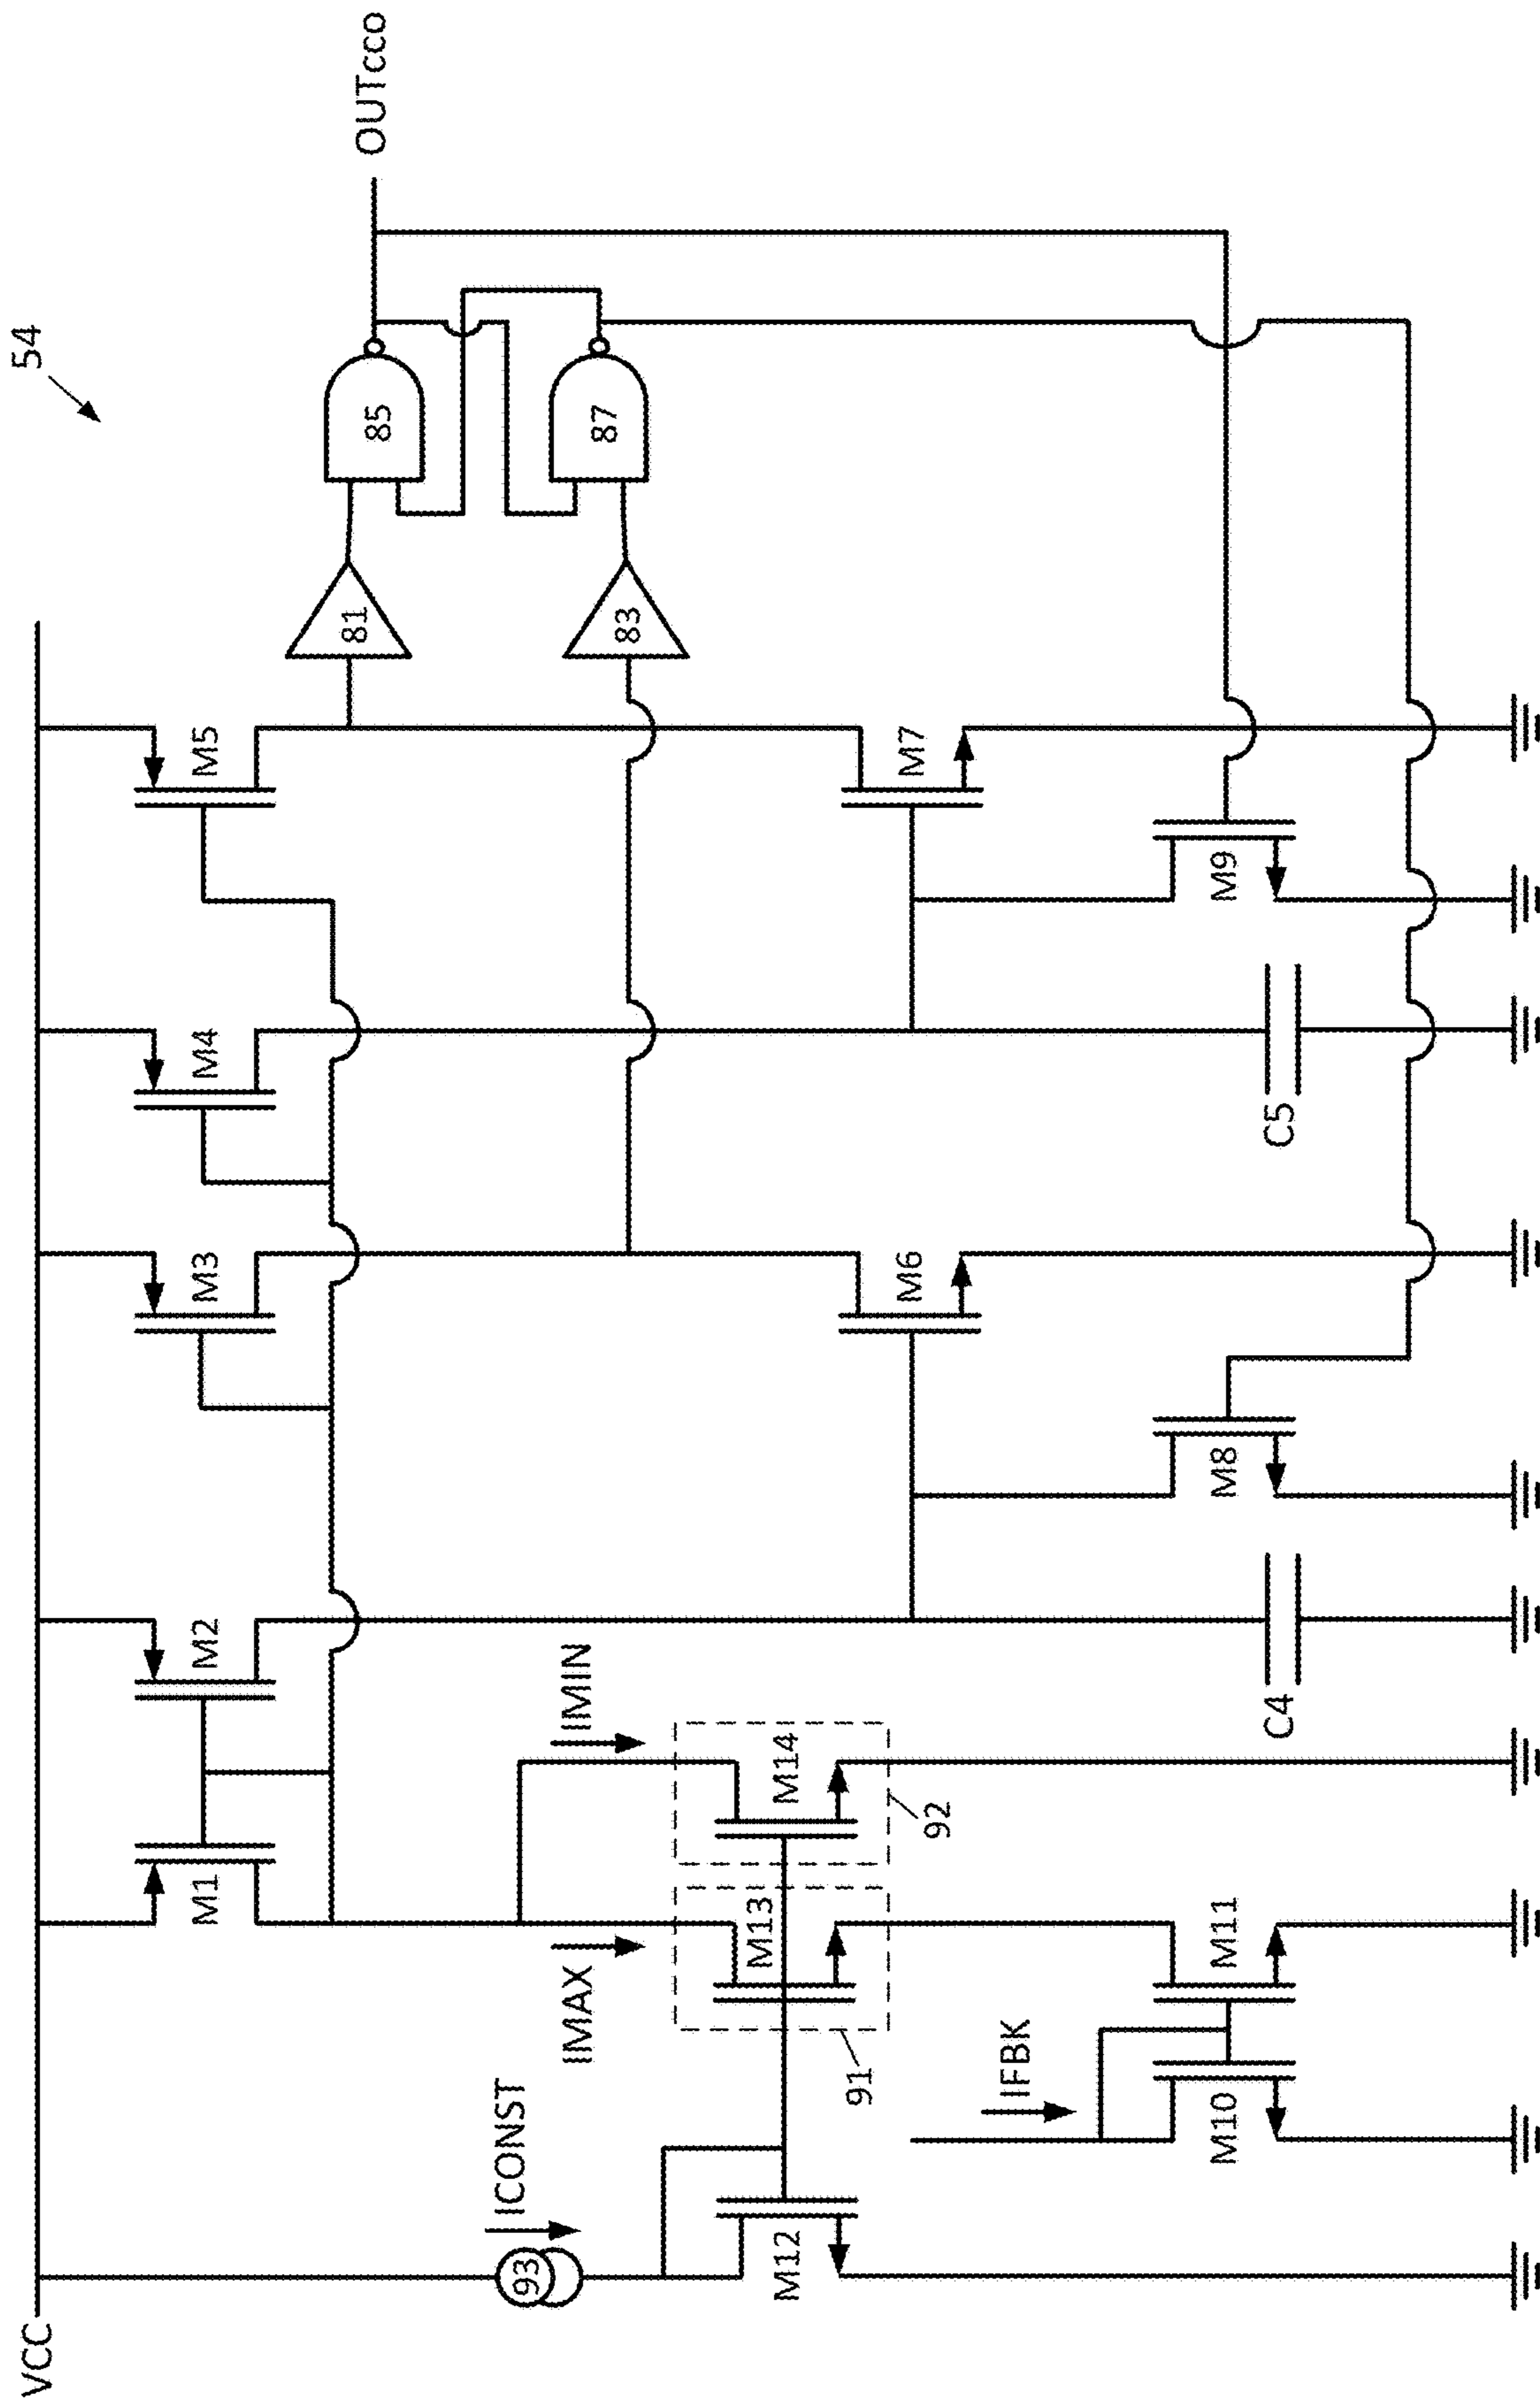 54
VCC
M1
M2
M3
M4
M5
OUTcco
81
85
83
87
ICONST
93
IMAX
IMIN
M12
M13
M14
91
92
M6
M7
IFBK
M10
M11
M8
M9
C4
C5